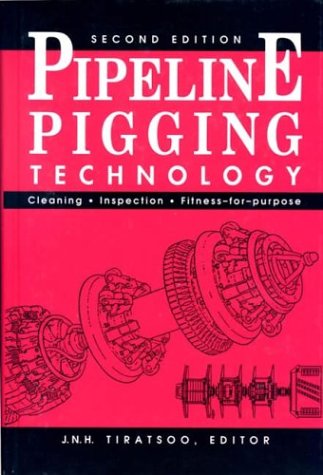 SECOND EDITION
PIPELINE
PIGGING
TECHNOLOGY
Cleaning • Inspection • Fitness-for-purpose
J.N.H. TIRATSOO, EDITOR